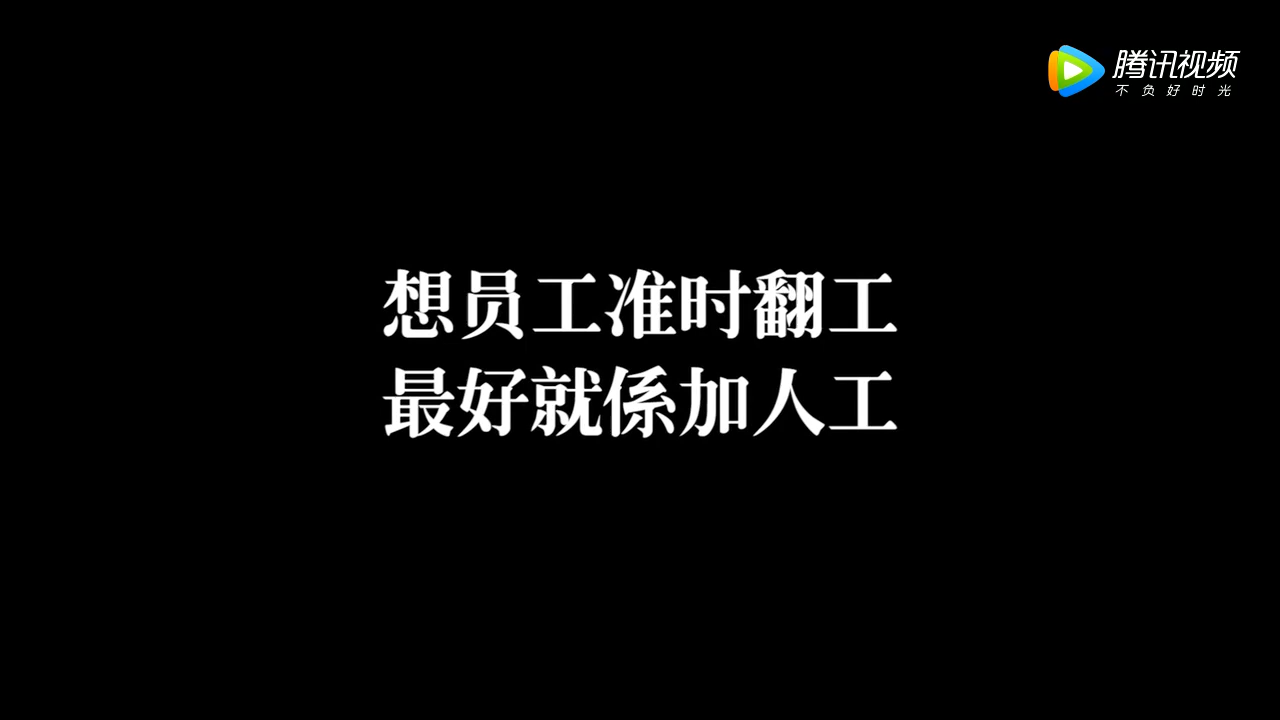 腾讯视频
不负好时光
想员工准时翻工
最好就係加人工